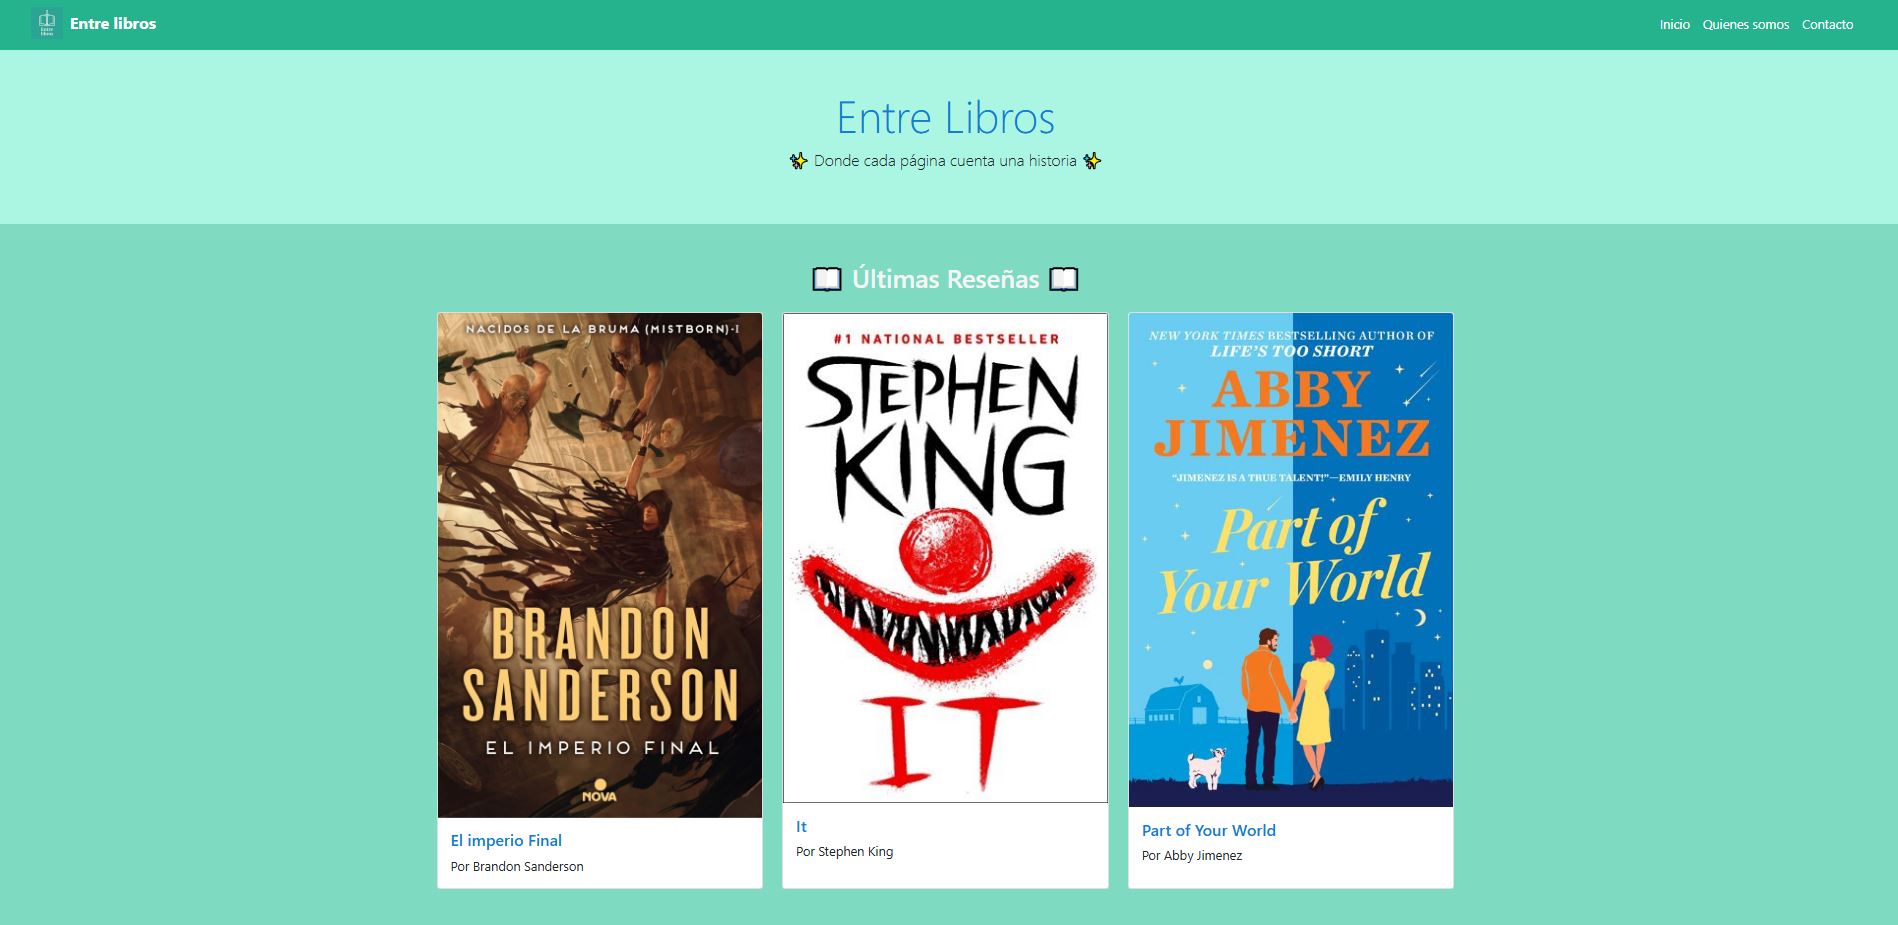 Entre
libros
Entre libros
Inicio Quienes somos Contacto
Entre Libros
✨ Donde cada página cuenta una historia ✨
📖 Últimas Reseñas 📖
NACIDOS DE LA BRUMA (MISTBORN)-I
BRANDON
SANDERSON
EL IMPERIO FINAL
NOVA
El imperio Final
Por Brandon Sanderson
#1 NATIONAL BESTSELLER
STEPHEN
KING
IT
It
Por Stephen King
NEW YORK TIMES BESTSELLING AUTHOR OF
LIFE'S TOO SHORT
ABBY
JIMENEZ
"JIMENEZ IS A TRUE TALENT!"—EMILY HENRY
Part of
Your World
Part of Your World
Por Abby Jimenez